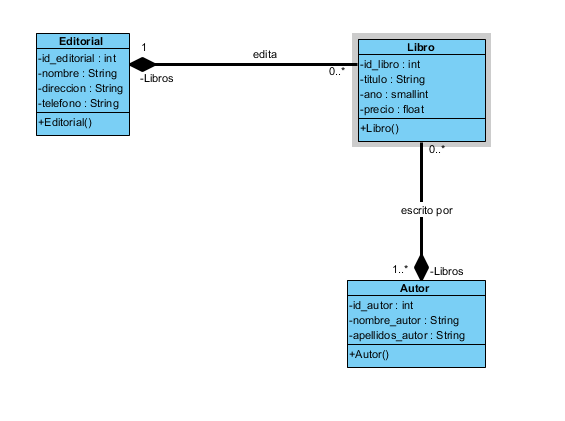 Editorial
-id_editorial : int
-nombre : String
-direccion : String
-telefono : String
+Editorial()
1
-Libros
edita
0..*
Libro
-id_libro : int
-titulo : String
-ano : smallint
-precio : float
+Libro()
0..*
escrito por
1..*
-Libros
Autor
-id_autor : int
-nombre_autor : String
-apellidos_autor : String
+Autor()